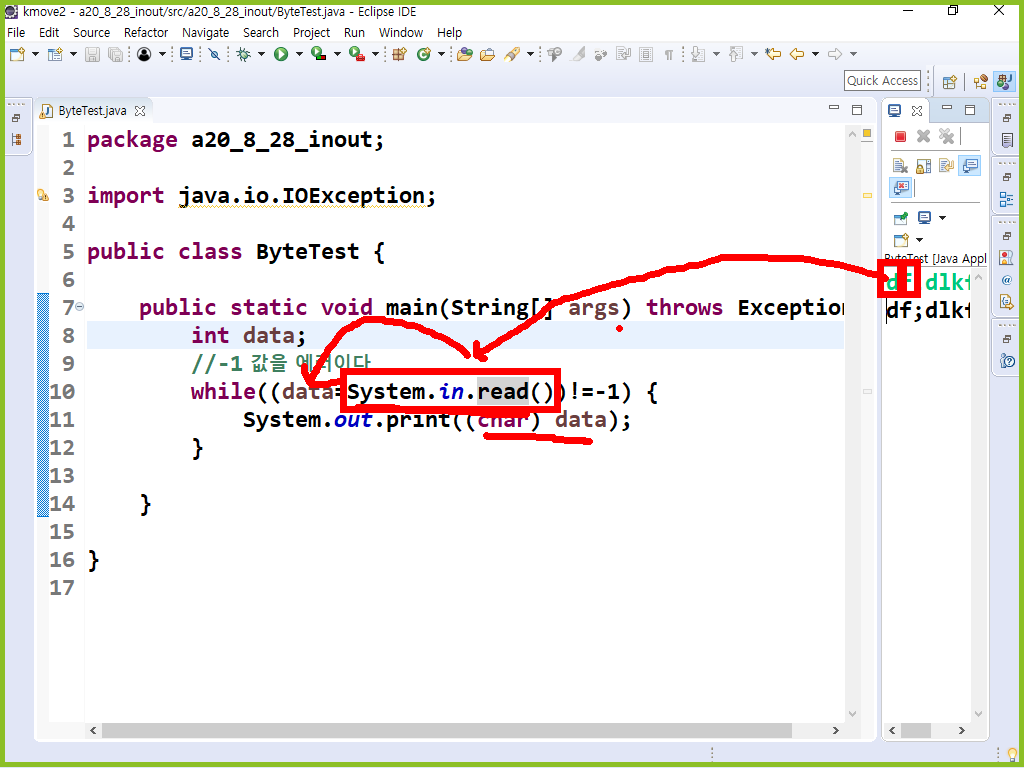 kmove2 - a20_8_28_inout/src/a20_8_28_inout/ByteTest.java - Eclipse IDE
File Edit Source Refactor Navigate Search Project Run Window Help
Quick Access
ByteTest.java
1 package a20_8_28_inout;
2
3 import java.io.IOException;
4
5 public class ByteTest {
6
7 public static void main(String[] args) throws Exception
8 int data;
9 //-1 값을 에러이다
10 while((data=System.in.read())!=-1) {
11 System.out.print((char) data);
12 }
13
14 }
15
16 }
17
ByteTest [Java Appl
df;dlkf
df;dlkf